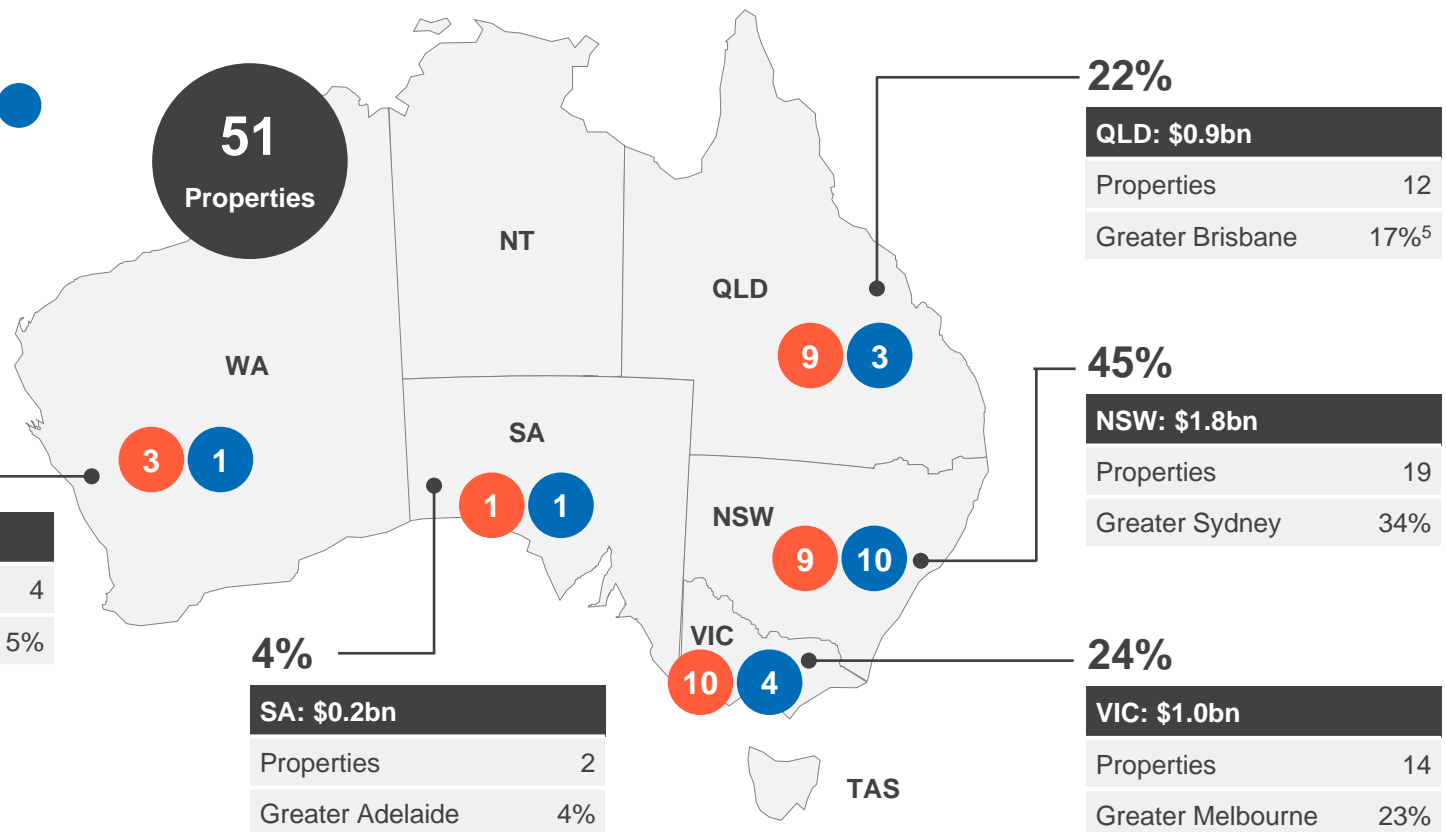 51
Properties
NT
QLD
9 3
WA
3 1
SA
1 1
NSW
9 10
VIC
10 4
TAS
22%
QLD: $0.9bn
Properties 12
Greater Brisbane 17%⁵
45%
NSW: $1.8bn
Properties 19
Greater Sydney 34%
24%
VIC: $1.0bn
Properties 14
Greater Melbourne 23%
4%
SA: $0.2bn
Properties 2
Greater Adelaide 4%
4
5%